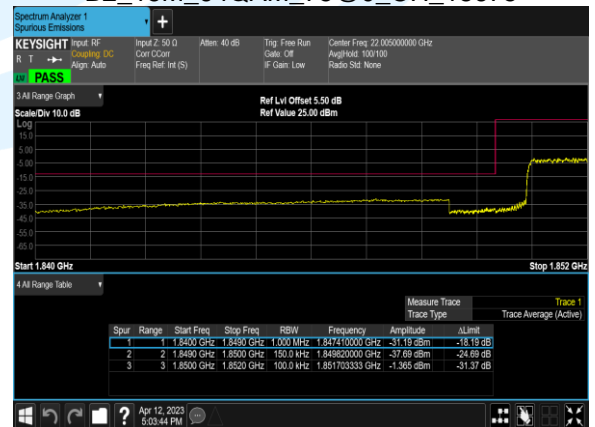 Spectrum Analyzer 1
Spurious Emissions
+
KEYSIGHT Input: RF Input Z: 50 Ω Atten: 40 dB Trig: Free Run Center Freq: 22.005000000 GHz
R T Coupling: DC Corr CCorr Gate: Off Avg|Hold: 100/100
Align: Auto Freq Ref: Int (S) IF Gain: Low Radio Std: None
LXI PASS
3 All Range Graph
Ref Lvl Offset 5.50 dB
Scale/Div 10.0 dB Ref Value 25.00 dBm
Log
15.0
5.00
-5.00
-15.0
-25.0
-35.0
-45.0
-55.0
-65.0
Start 1.840 GHz Stop 1.852 GHz
4 All Range Table
Measure Trace Trace 1
Trace Type Trace Average (Active)
Spur Range Start Freq Stop Freq RBW Frequency Amplitude ΔLimit
1 1 1.8400 GHz 1.8490 GHz 1.000 MHz 1.847410000 GHz -31.19 dBm -18.19 dB
2 2 1.8490 GHz 1.8500 GHz 150.0 kHz 1.849820000 GHz -37.69 dBm -24.69 dB
3 3 1.8500 GHz 1.8520 GHz 100.0 kHz 1.851703333 GHz -1.365 dBm -31.37 dB
?
Apr 12, 2023
5:03:44 PM